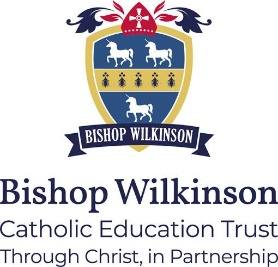 BISHOP WILKINSON
Bishop Wilkinson
Catholic Education Trust
Through Christ, in Partnership